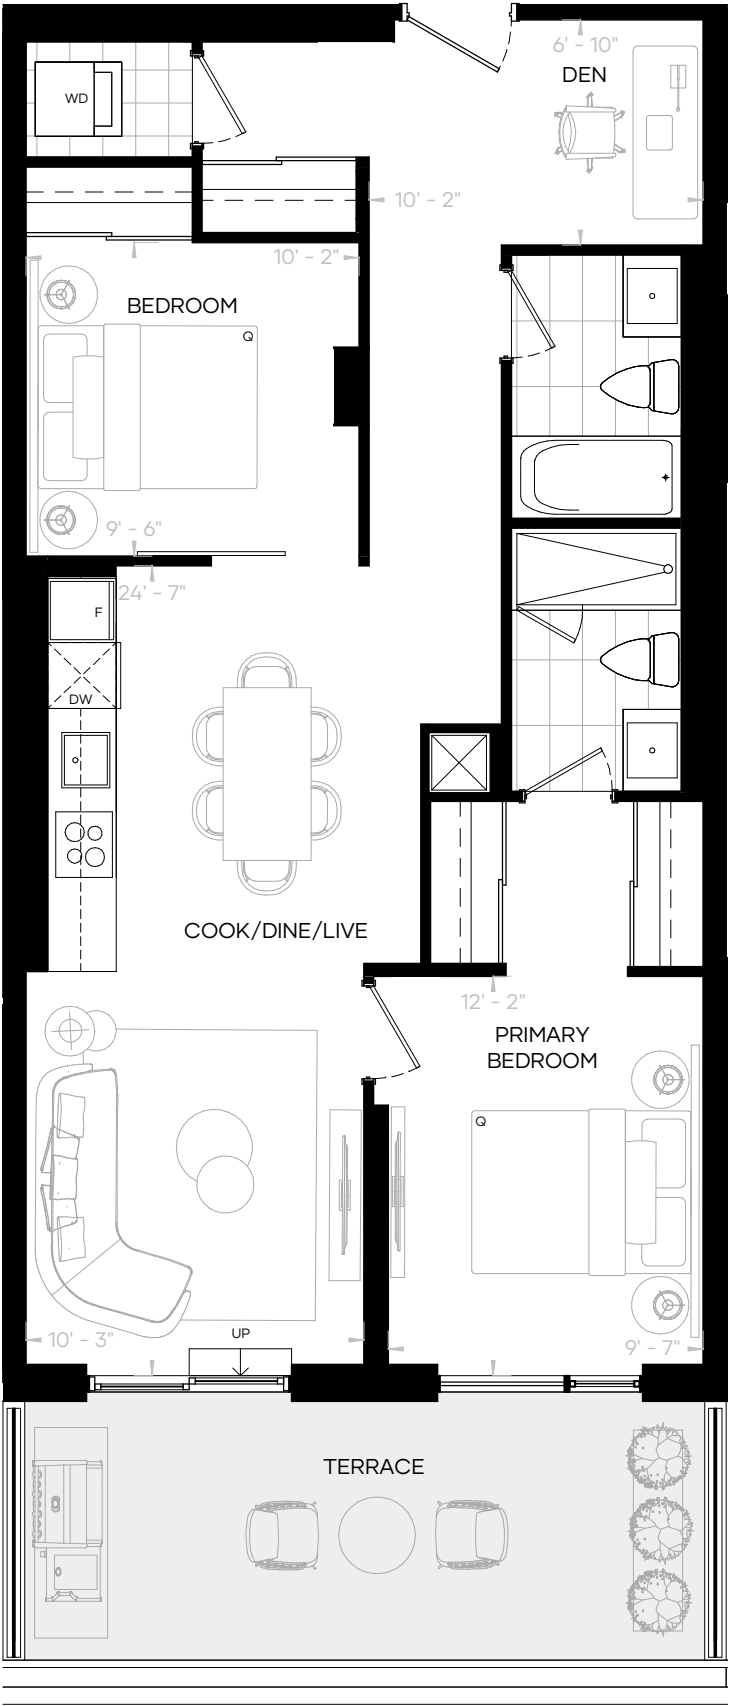 6' - 10"
DEN
WD
10' - 2"
10' - 2"
BEDROOM
Q
9' - 6"
24' - 7"
F
DW
COOK/DINE/LIVE
12' - 2"
PRIMARY
BEDROOM
Q
10' - 3"
UP
9' - 7"
TERRACE